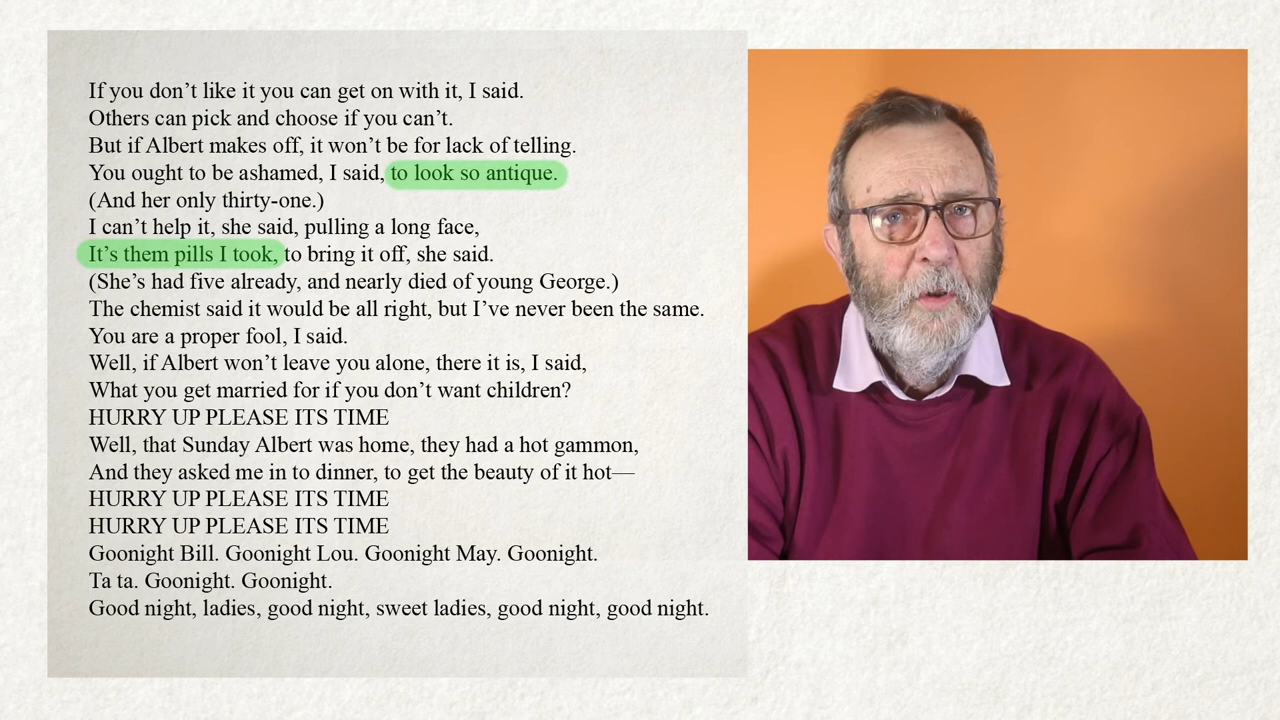 If you don’t like it you can get on with it, I said.
Others can pick and choose if you can’t.
But if Albert makes off, it won’t be for lack of telling.
You ought to be ashamed, I said, to look so antique.
(And her only thirty-one.)
I can’t help it, she said, pulling a long face,
It’s them pills I took, to bring it off, she said.
(She’s had five already, and nearly died of young George.)
The chemist said it would be all right, but I’ve never been the same.
You are a proper fool, I said.
Well, if Albert won’t leave you alone, there it is, I said,
What you get married for if you don’t want children?
HURRY UP PLEASE ITS TIME
Well, that Sunday Albert was home, they had a hot gammon,
And they asked me in to dinner, to get the beauty of it hot—
HURRY UP PLEASE ITS TIME
HURRY UP PLEASE ITS TIME
Goonight Bill. Goonight Lou. Goonight May. Goonight.
Ta ta. Goonight. Goonight.
Good night, ladies, good night, sweet ladies, good night, good night.